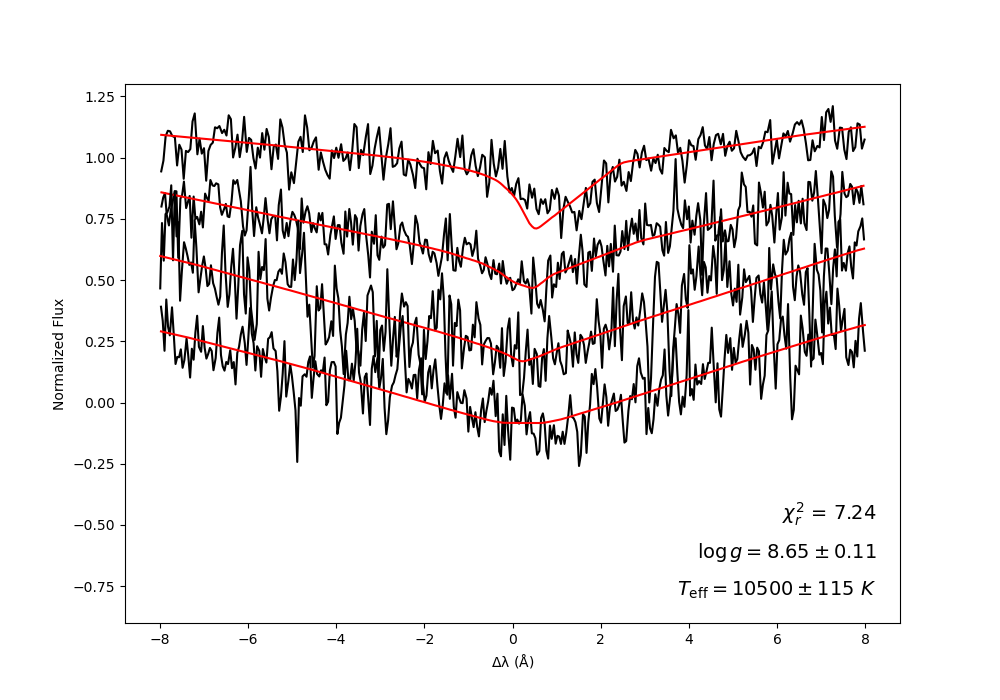 1.25
1.00
0.75
0.50
0.25
0.00
−0.25
−0.50
−0.75
Normalized Flux
χ²ᵣ = 7.24
log g = 8.65 ± 0.11
T_eff = 10500 ± 115 K
−8 −6 −4 −2 0 2 4 6 8
Δλ (Å)